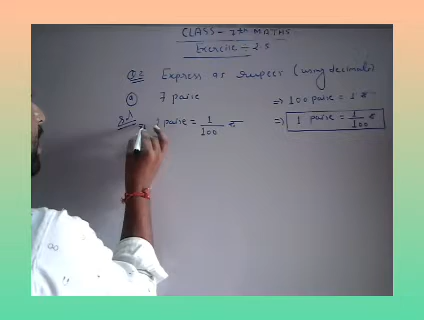 CLASS - 7th MATHS
Exercise - 2.5
Q2= Express as rupees (using decimals)
(a) 7 paise
⇒ 100 paise = 1 ₹
Sol ⇒ 1 paise = 1/100 ₹
⇒ 1 paise = 1/100 ₹